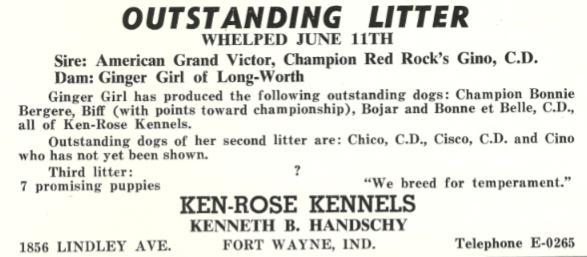 OUTSTANDING LITTER
WHELPED JUNE 11TH
Sire: American Grand Victor, Champion Red Rock's Gino, C.D.
Dam: Ginger Girl of Long-Worth
Ginger Girl has produced the following outstanding dogs: Champion Bonnie
Bergere, Biff (with points toward championship), Bojar and Bonne et Belle, C.D.,
all of Ken-Rose Kennels.
Outstanding dogs of her second litter are: Chico, C.D., Cisco, C.D. and Cino
who has not yet been shown.
Third litter: ?
7 promising puppies "We breed for temperament."
KEN-ROSE KENNELS
KENNETH B. HANDSCHY
1856 LINDLEY AVE. FORT WAYNE, IND. Telephone E-0265